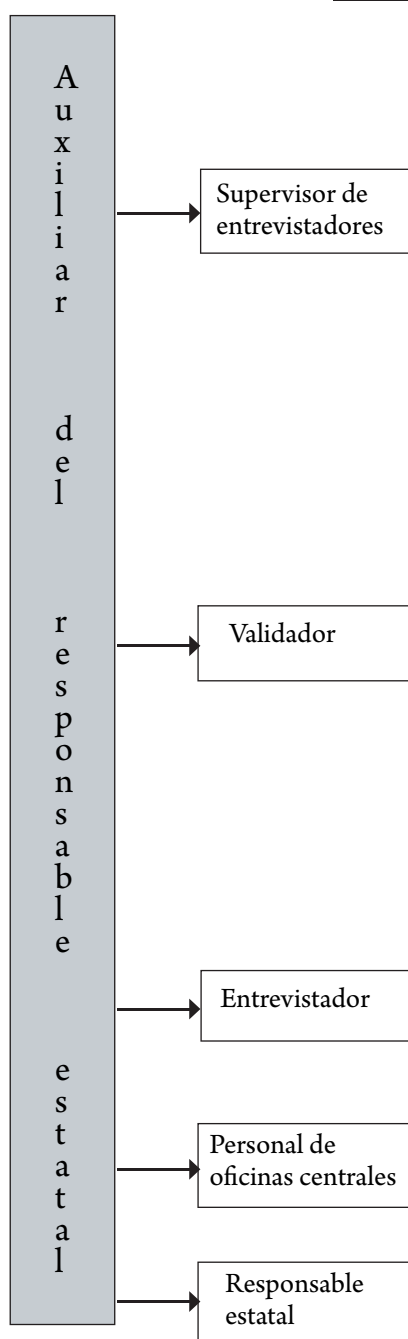 Auxiliar del responsable estatal
Supervisor de
entrevistadores
Validador
Entrevistador
Personal de
oficinas centrales
Responsable
estatal